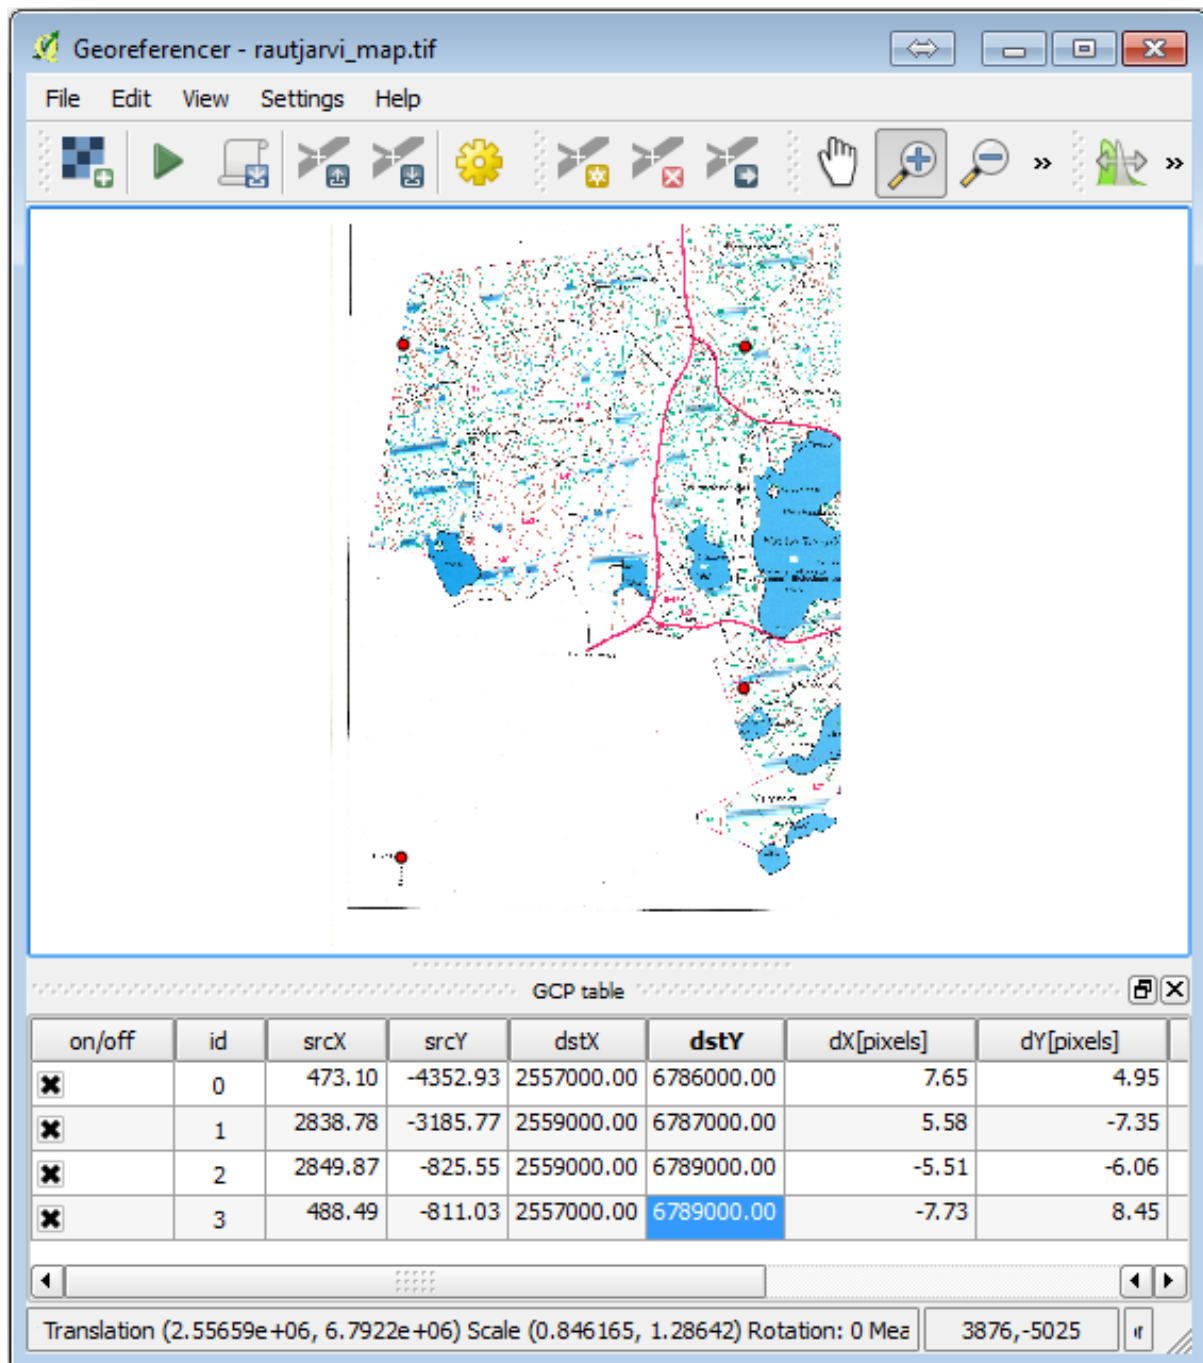 Georeferencer - rautjarvi_map.tif
File Edit View Settings Help
» »
GCP table
on/off id srcX srcY dstX dstY dX[pixels] dY[pixels]
0 473.10 -4352.93 2557000.00 6786000.00 7.65 4.95
1 2838.78 -3185.77 2559000.00 6787000.00 5.58 -7.35
2 2849.87 -825.55 2559000.00 6789000.00 -5.51 -6.06
3 488.49 -811.03 2557000.00 6789000.00 -7.73 8.45
Translation (2.55659e+06, 6.7922e+06) Scale (0.846165, 1.28642) Rotation: 0 Mea 3876,-5025